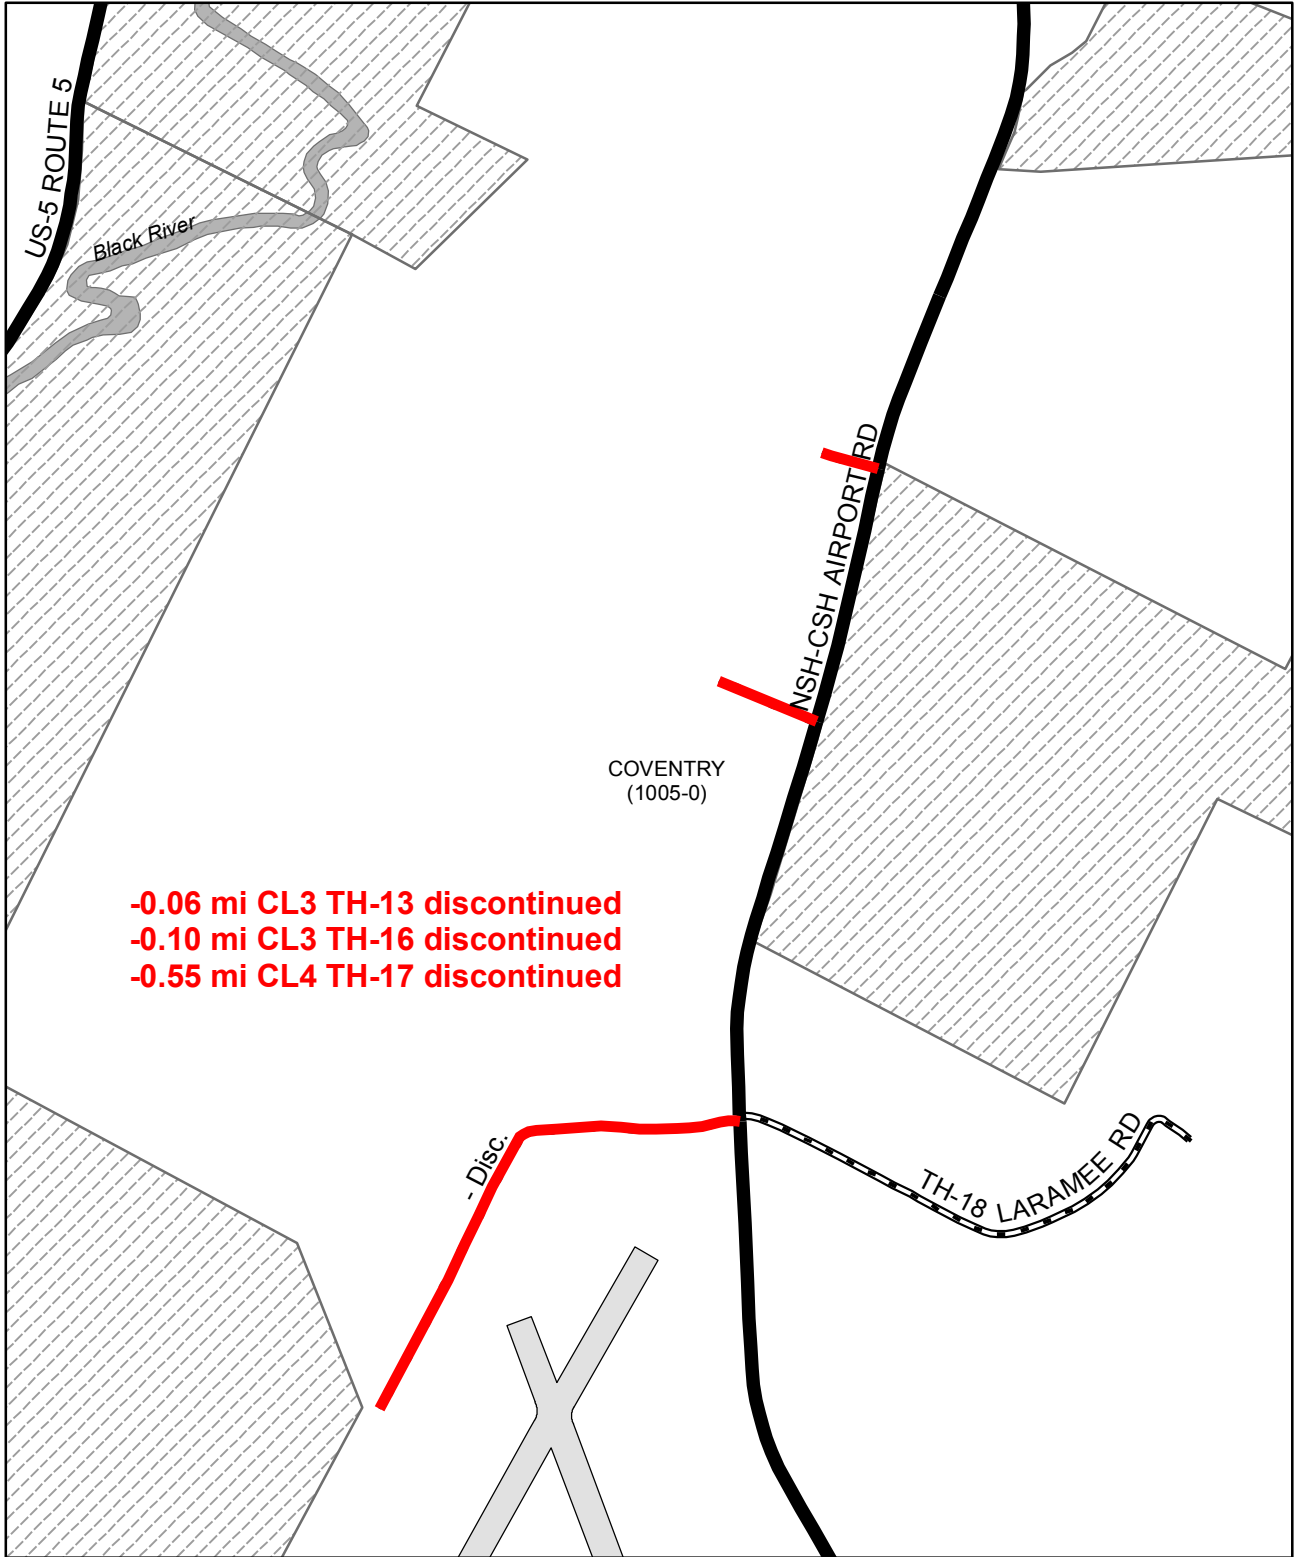 US-5 ROUTE 5
Black River
NSH-CSH AIRPORT RD
COVENTRY
(1005-0)
-0.06 mi CL3 TH-13 discontinued
-0.10 mi CL3 TH-16 discontinued
-0.55 mi CL4 TH-17 discontinued
- Disc.
TH-18 LARAMEE RD